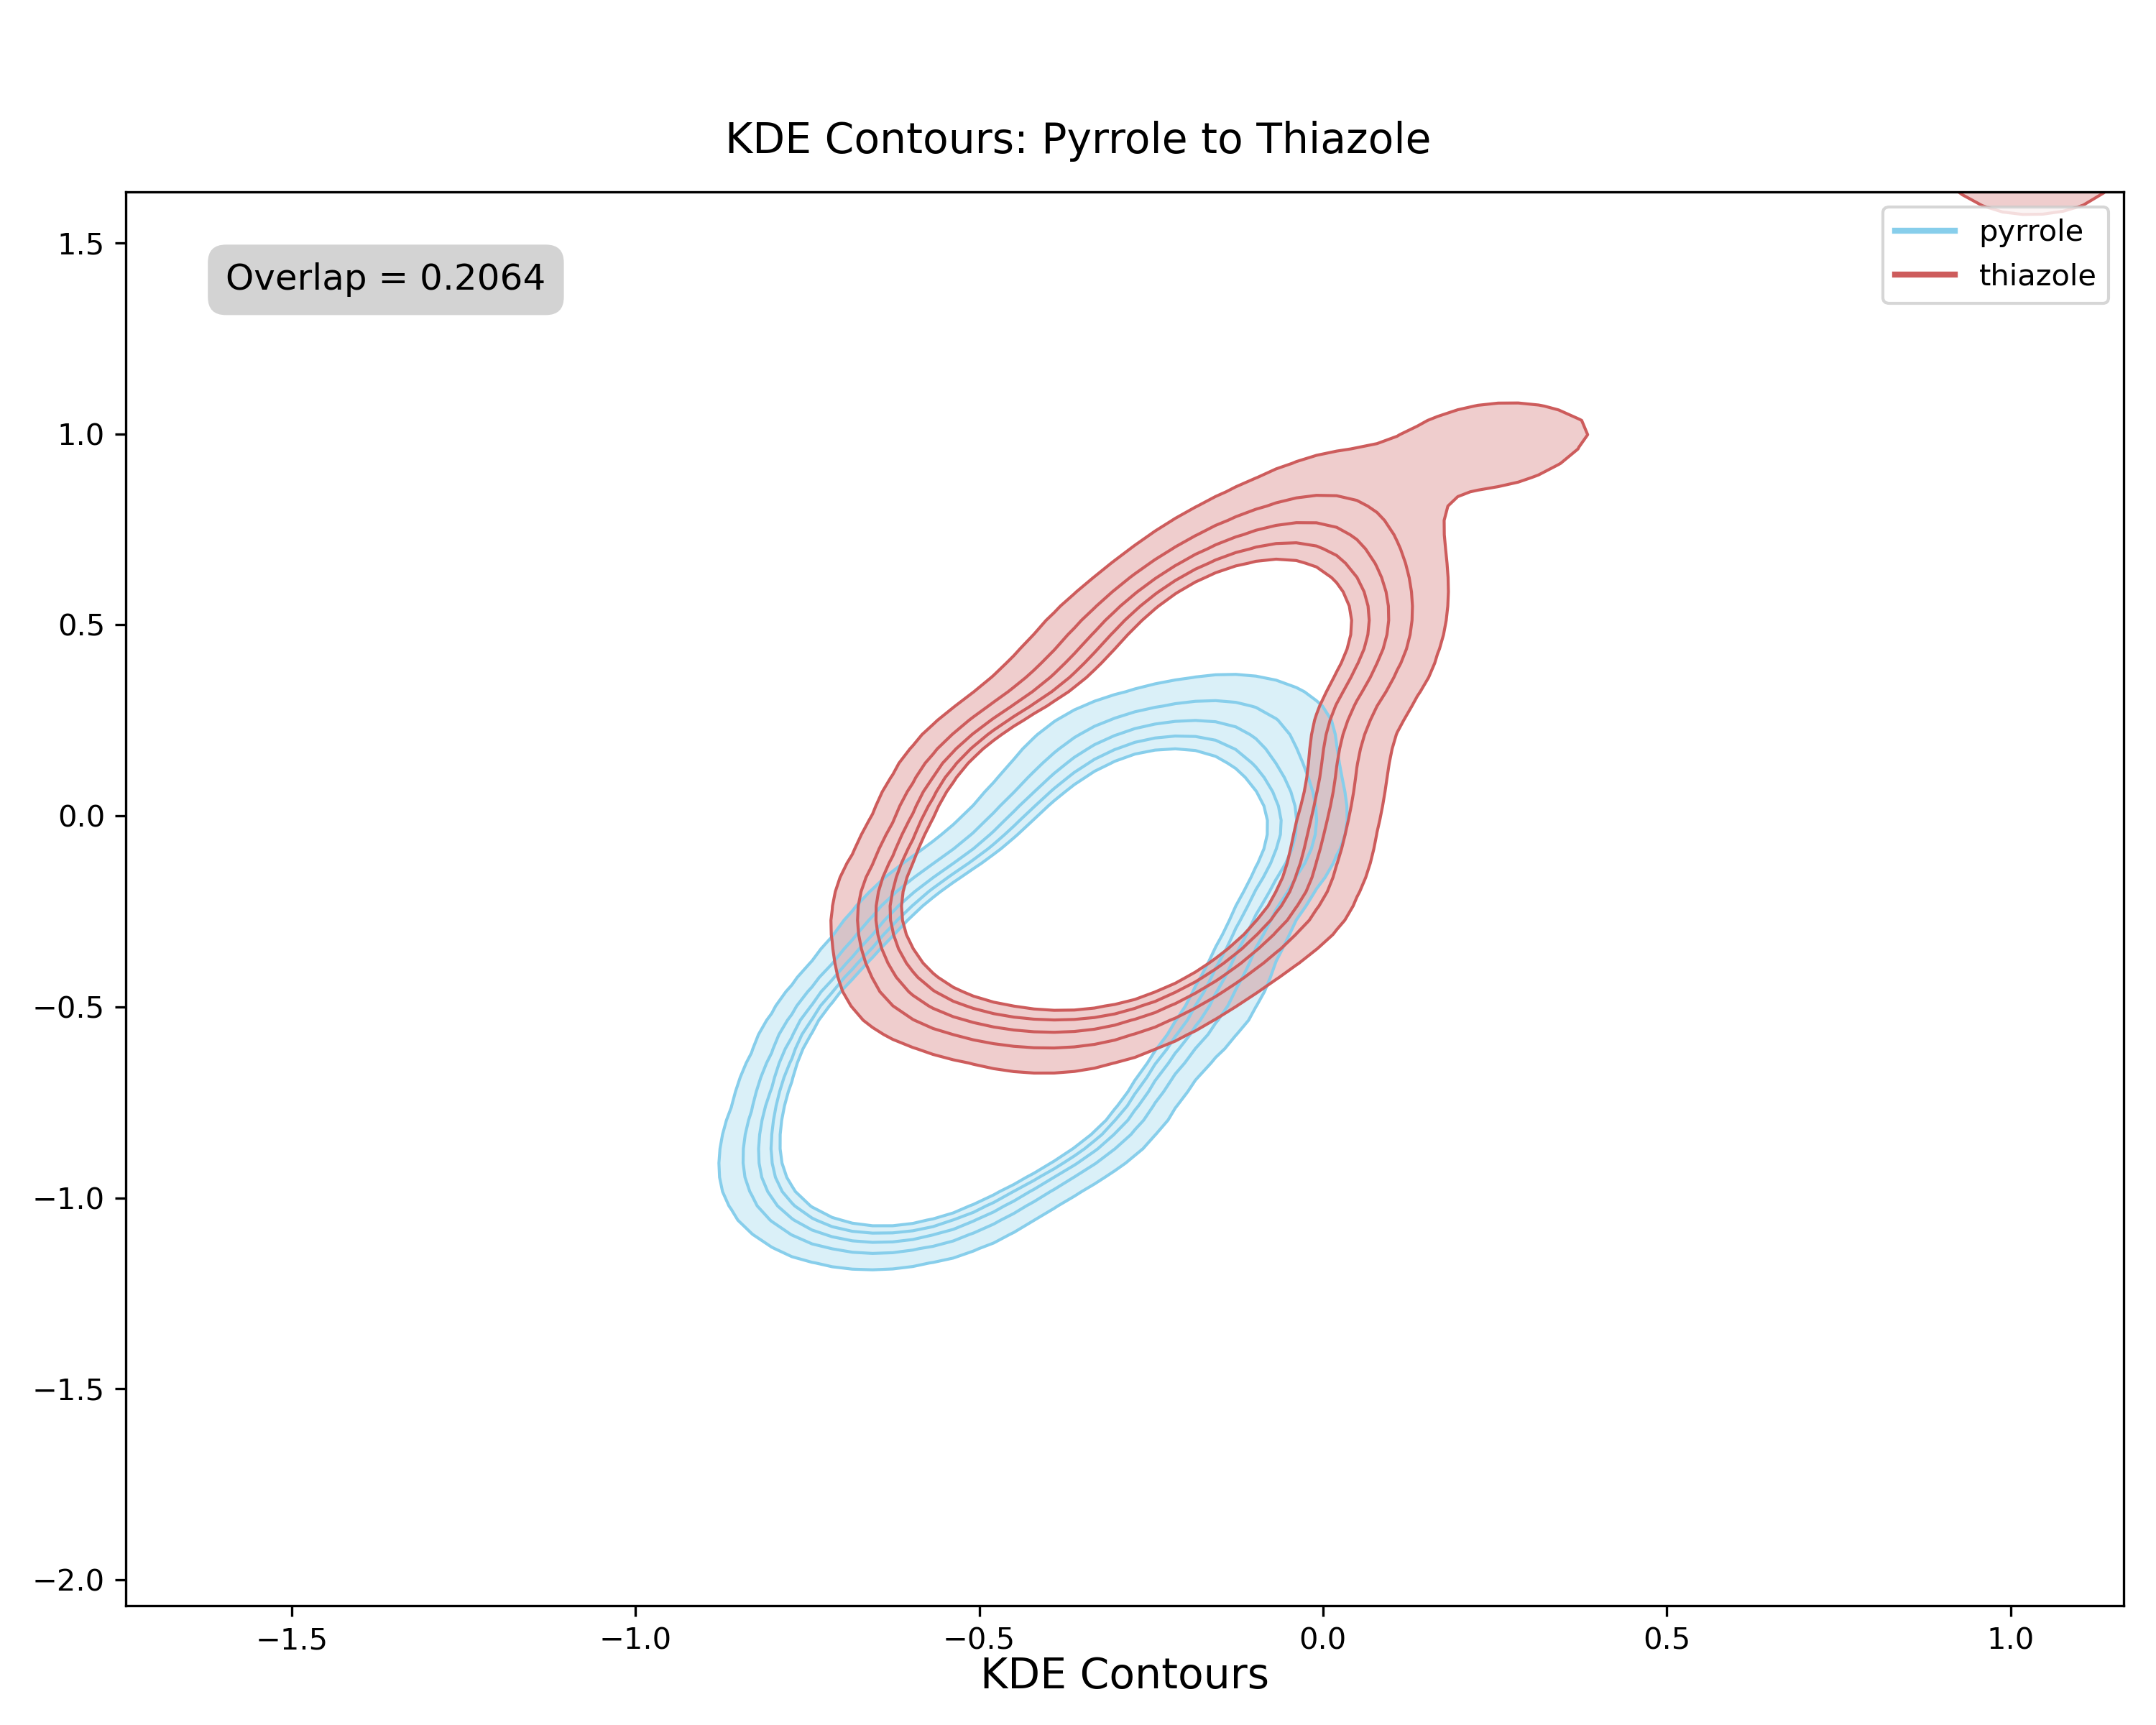 KDE Contours: Pyrrole to Thiazole
Overlap = 0.2064
pyrrole
thiazole
1.5
1.0
0.5
0.0
−0.5
−1.0
−1.5
−2.0
−1.5 −1.0 −0.5 0.0 0.5 1.0
KDE Contours